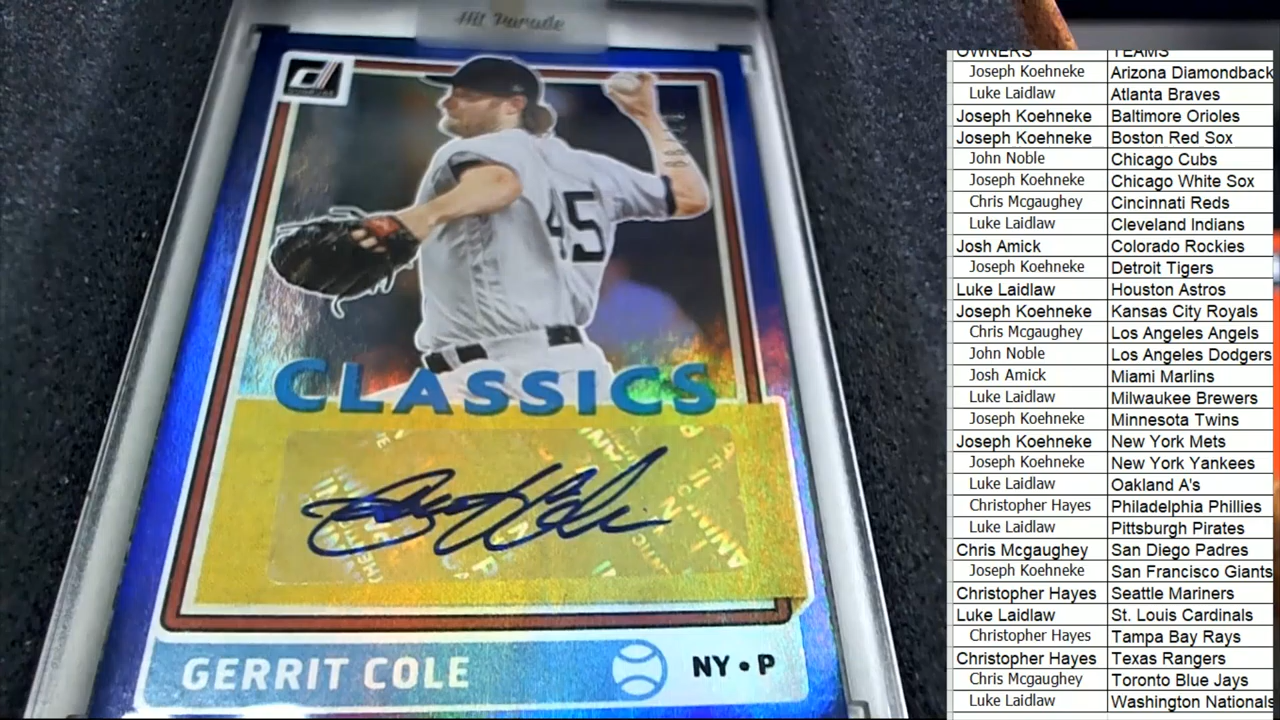 Hit Parade
45
CLASSICS
GERRIT COLE
NY • P
OWNERS TEAMS
Joseph Koehneke Arizona Diamondback
Luke Laidlaw Atlanta Braves
Joseph Koehneke Baltimore Orioles
Joseph Koehneke Boston Red Sox
John Noble Chicago Cubs
Joseph Koehneke Chicago White Sox
Chris Mcgaughey Cincinnati Reds
Luke Laidlaw Cleveland Indians
Josh Amick Colorado Rockies
Joseph Koehneke Detroit Tigers
Luke Laidlaw Houston Astros
Joseph Koehneke Kansas City Royals
Chris Mcgaughey Los Angeles Angels
John Noble Los Angeles Dodgers
Josh Amick Miami Marlins
Luke Laidlaw Milwaukee Brewers
Joseph Koehneke Minnesota Twins
Joseph Koehneke New York Mets
Joseph Koehneke New York Yankees
Luke Laidlaw Oakland A's
Christopher Hayes Philadelphia Phillies
Luke Laidlaw Pittsburgh Pirates
Chris Mcgaughey San Diego Padres
Joseph Koehneke San Francisco Giants
Christopher Hayes Seattle Mariners
Luke Laidlaw St. Louis Cardinals
Christopher Hayes Tampa Bay Rays
Christopher Hayes Texas Rangers
Chris Mcgaughey Toronto Blue Jays
Luke Laidlaw Washington Nationals